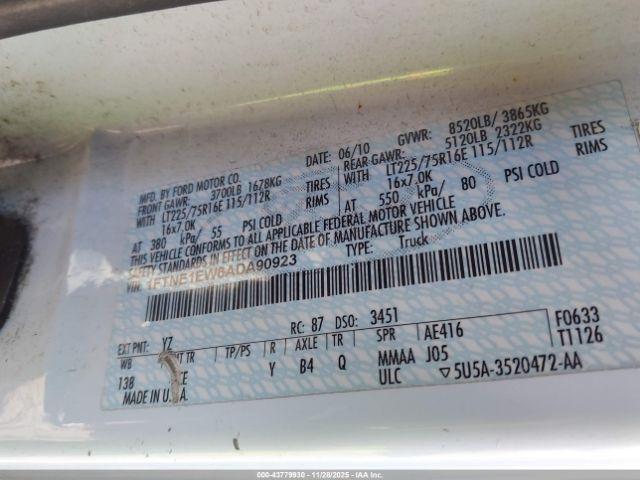 MFD. BY FORD MOTOR CO. DATE: 06/10 GVWR: 8520LB/ 3865KG
FRONT GAWR: 3700LB 1678KG REAR GAWR: 5120LB 2322KG
WITH LT225/75R16E 115/112R TIRES WITH LT225/75R16E 115/112R TIRES
16x7.0K RIMS 16x7.0K RIMS
AT 380 kPa/ 55 PSI COLD AT 550 kPa/ 80 PSI COLD
THIS VEHICLE CONFORMS TO ALL APPLICABLE FEDERAL MOTOR VEHICLE
SAFETY STANDARDS IN EFFECT ON THE DATE OF MANUFACTURE SHOWN ABOVE.
VIN: 1FTNE1EW6ADA90923 TYPE: Truck
EXT PNT: YZ RC: 87 DSO: 3451 F0633
WB INT TR TP/PS R AXLE TR SPR AE416 T1126
138 CE Y B4 Q MMAA J05
MADE IN U.S.A. ULC ▽5U5A-3520472-AA
000-43779930 - 11/28/2025 - IAA, Inc.